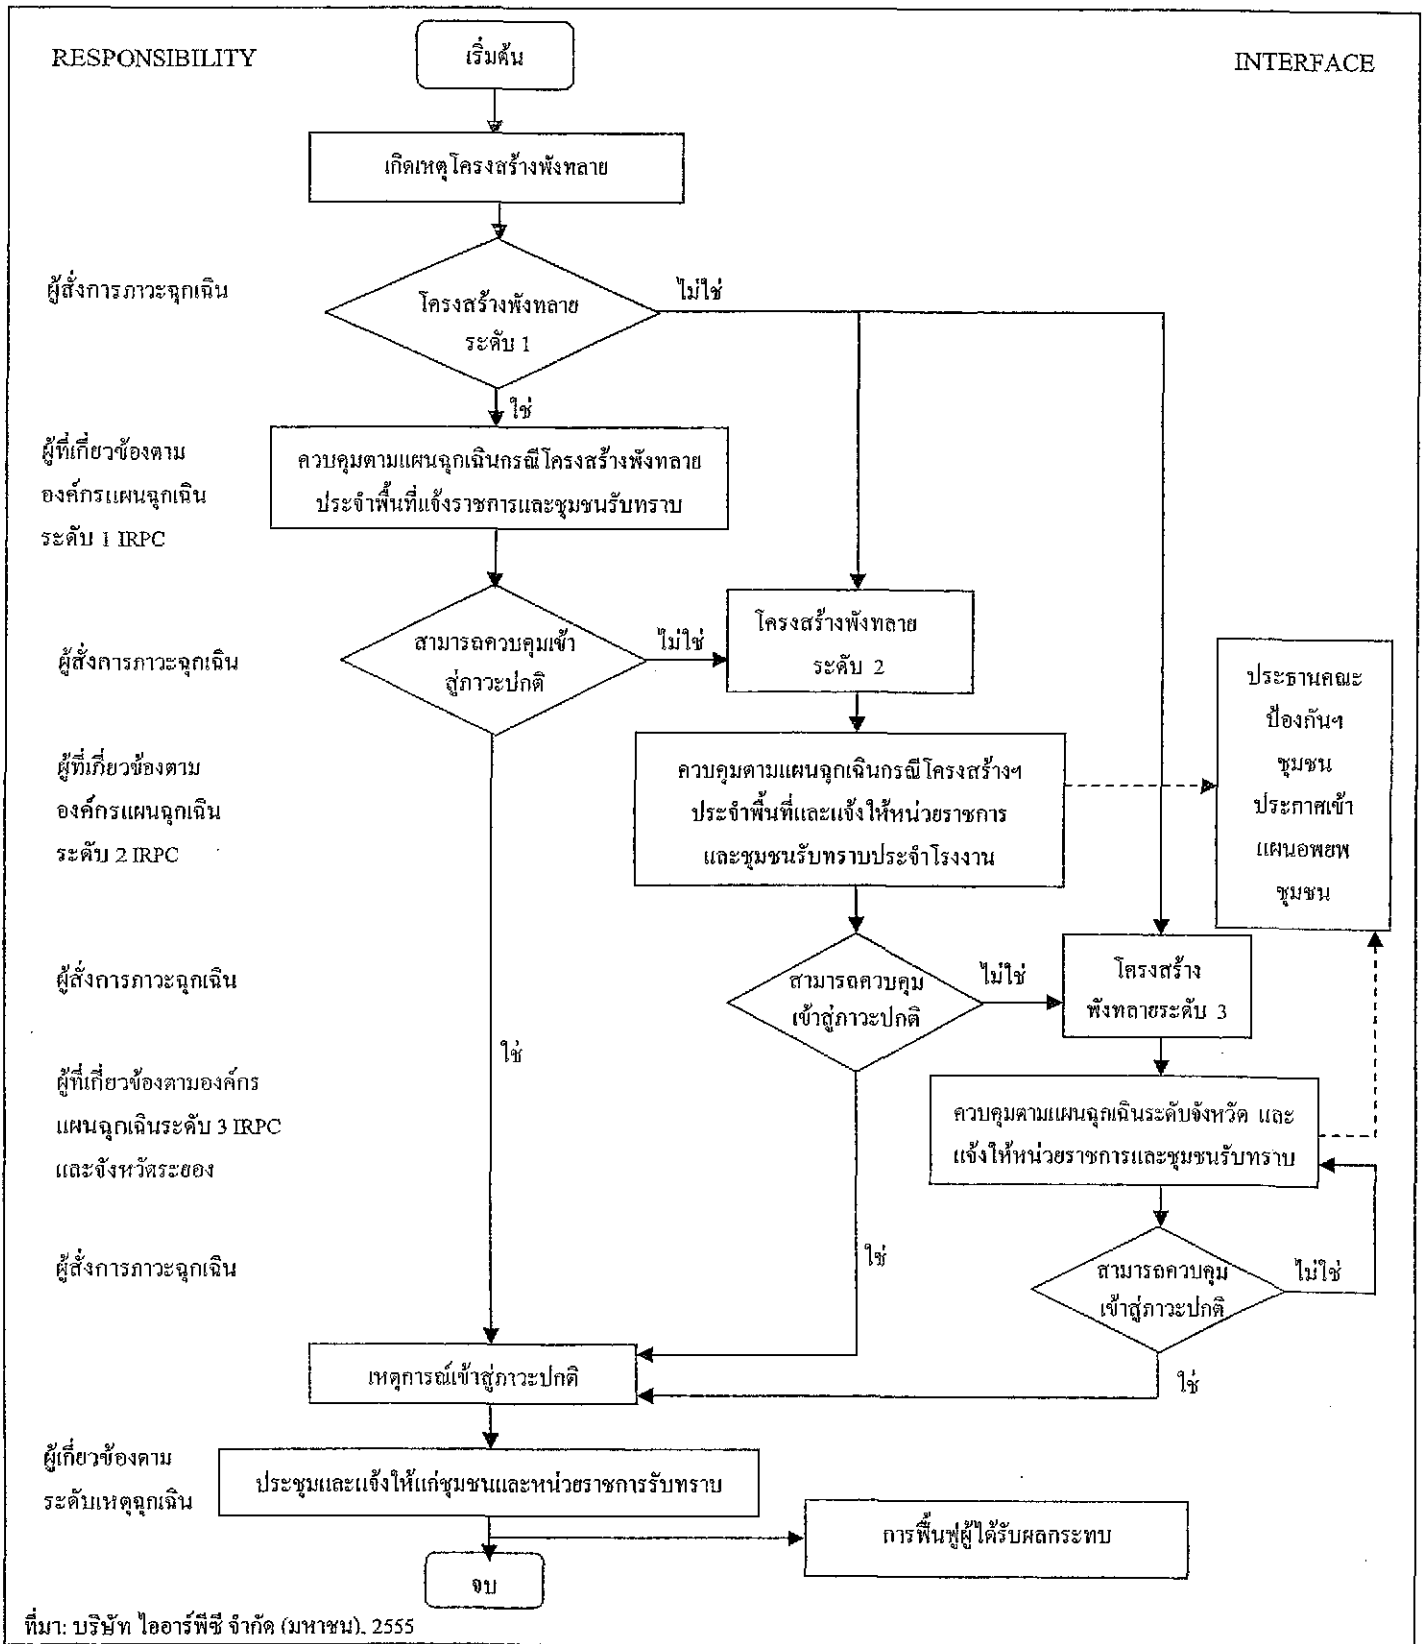 RESPONSIBILITY
เริ่มต้น
INTERFACE
เกิดเหตุโครงสร้างพังทลาย
ผู้สั่งการภาวะฉุกเฉิน
โครงสร้างพังทลาย
ระดับ 1
ไม่ใช่
ใช่
ผู้ที่เกี่ยวข้องตาม
องค์กรแผนฉุกเฉิน
ระดับ 1 IRPC
ควบคุมตามแผนฉุกเฉินกรณีโครงสร้างพังทลาย
ประจำพื้นที่แจ้งราชการและชุมชนรับทราบ
ผู้สั่งการภาวะฉุกเฉิน
สามารถควบคุมเข้า
สู่ภาวะปกติ
ไม่ใช่
โครงสร้างพังทลาย
ระดับ 2
ประธานคณะ
ป้องกันฯ
ชุมชน
ประกาศเข้า
แผนอพยพ
ชุมชน
ผู้ที่เกี่ยวข้องตาม
องค์กรแผนฉุกเฉิน
ระดับ 2 IRPC
ควบคุมตามแผนฉุกเฉินกรณีโครงสร้างฯ
ประจำพื้นที่และแจ้งให้หน่วยราชการ
และชุมชนรับทราบประจำโรงงาน
ผู้สั่งการภาวะฉุกเฉิน
สามารถควบคุม
เข้าสู่ภาวะปกติ
ไม่ใช่
โครงสร้าง
พังทลายระดับ 3
ใช่
ผู้ที่เกี่ยวข้องตามองค์กร
แผนฉุกเฉินระดับ 3 IRPC
และจังหวัดระยอง
ควบคุมตามแผนฉุกเฉินระดับจังหวัด และ
แจ้งให้หน่วยราชการและชุมชนรับทราบ
ผู้สั่งการภาวะฉุกเฉิน
ใช่
สามารถควบคุม
เข้าสู่ภาวะปกติ
ไม่ใช่
เหตุการณ์เข้าสู่ภาวะปกติ
ใช่
ผู้เกี่ยวข้องตาม
ระดับเหตุฉุกเฉิน
ประชุมและแจ้งให้แก่ชุมชนและหน่วยราชการรับทราบ
การฟื้นฟูผู้ได้รับผลกระทบ
จบ
ที่มา: บริษัท ไออาร์พีซี จำกัด (มหาชน), 2555